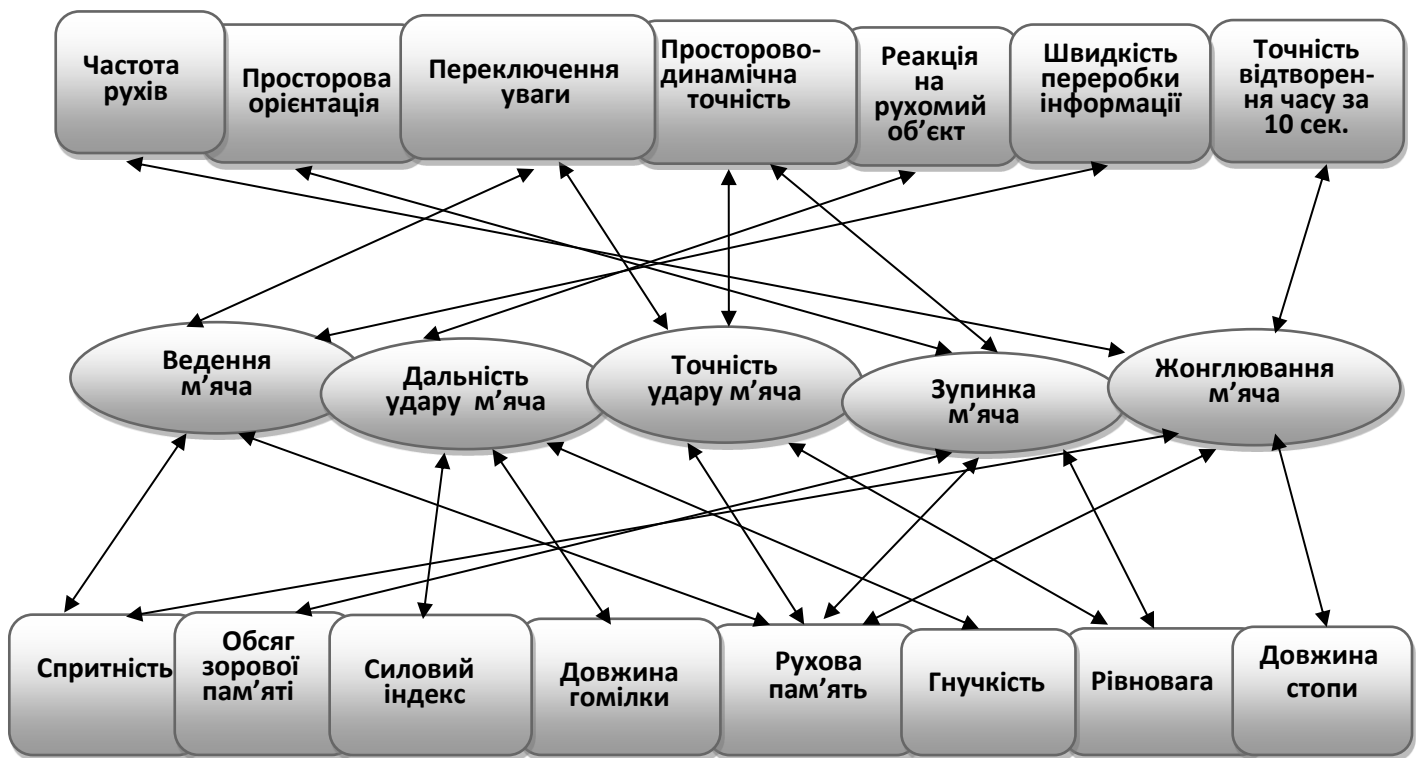 Частота
рухів
Просторова
орієнтація
Переключення
уваги
Просторово-
динамічна
точність
Реакція
на
рухомий
об’єкт
Швидкість
переробки
інформації
Точність
відтворен-
ня часу за
10 сек.
Ведення
м’яча
Дальність
удару м’яча
Точність
удару м’яча
Зупинка
м’яча
Жонглювання
м’яча
Спритність
Обсяг
зорової
пам’яті
Силовий
індекс
Довжина
гомілки
Рухова
пам’ять
Гнучкість
Рівновага
Довжина
стопи